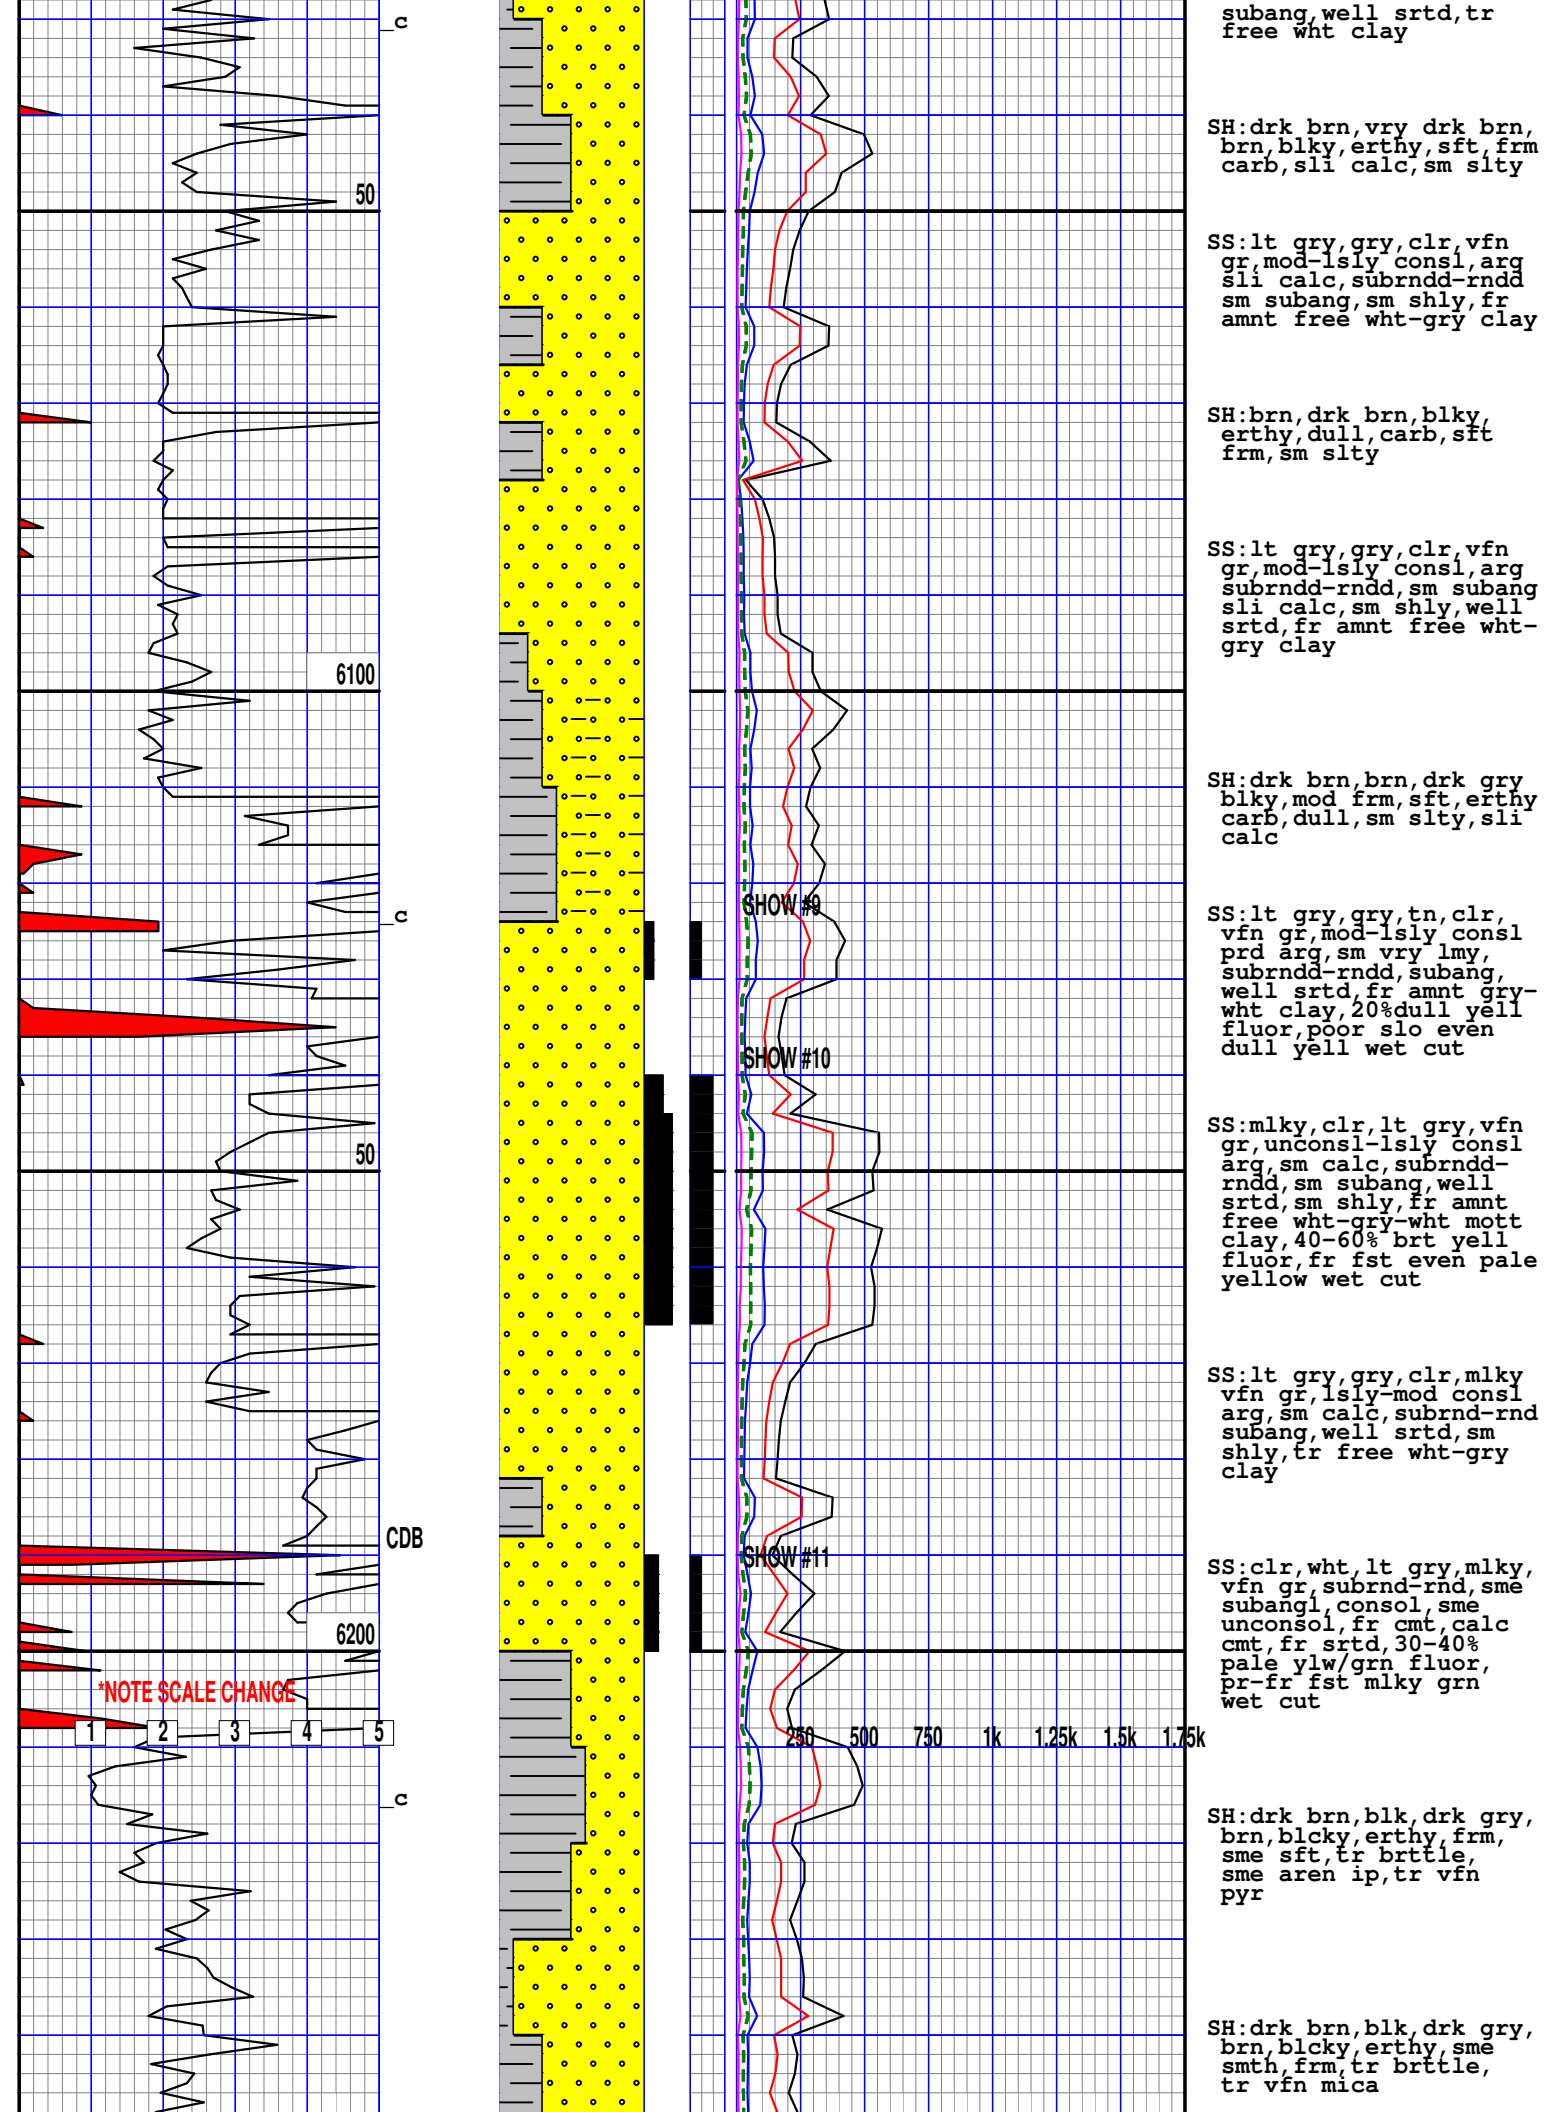 subang,well srtd,tr
free wht clay
c
SH:drk brn,vry drk brn,
brn,blky,erthy,sft,frm
carb,sli calc,sm slty
50
SS:lt gry,gry,clr,vfn
gr,mod-lsly consl,arg
sli calc,subrndd-rndd
sm subang,sm shly,fr
amnt free wht-gry clay
SH:brn,drk brn,blky,
erthy,dull,carb,sft
frm,sm slty
SS:lt gry,gry,clr,vfn
gr,mod-lsly consl,arg
subrndd-rndd,sm subang
sli calc,sm shly,well
srtd,fr amnt free wht-
gry clay
6100
SH:drk brn,brn,drk gry
blky,mod frm,sft,erthy
carb,dull,sm slty,sli
calc
SHOW #9
c
SS:lt gry,gry,tn,clr,
vfn gr,mod-lsly consl
prd arg,sm vry lmy,
subrndd-rndd,subang,
well srtd,fr amnt gry-
wht clay,20%dull yell
fluor,poor slo even
dull yell wet cut
SHOW #10
50
SS:mlky,clr,lt gry,vfn
gr,unconsl-lsly consl
arg,sm calc,subrndd-
rndd,sm subang,well
srtd,sm shly,fr amnt
free wht-gry-wht mott
clay,40-60% brt yell
fluor,fr fst even pale
yellow wet cut
SS:lt gry,gry,clr,mlky
vfn gr,lsly-mod consl
arg,sm calc,subrnd-rnd
subang,well srtd,sm
shly,tr free wht-gry
clay
CDB
SHOW #11
SS:clr,wht,lt gry,mlky,
vfn gr,subrnd-rnd,sme
subangl,consol,sme
unconsol,fr cmt,calc
cmt,fr srtd,30-40%
pale ylw/grn fluor,
pr-fr fst mlky grn
wet cut
6200
*NOTE SCALE CHANGE
1 2 3 4 5
250 500 750 1k 1.25k 1.5k 1.75k
c
SH:drk brn,blk,drk gry,
brn,blcky,erthy,frm,
sme sft,tr brttle,
sme aren ip,tr vfn
pyr
SH:drk brn,blk,drk gry,
brn,blcky,erthy,sme
smth,frm,tr brttle,
tr vfn mica